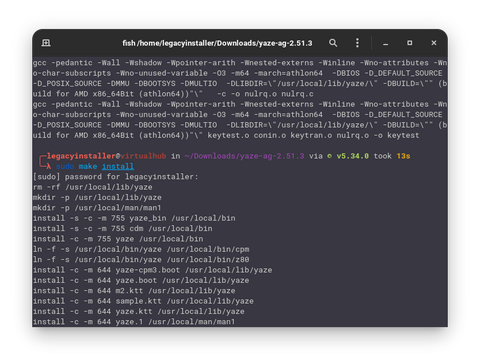 fish /home/legacyinstaller/Downloads/yaze-ag-2.51.3
gcc -pedantic -Wall -Wshadow -Wpointer-arith -Wnested-externs -Winline -Wno-attributes -Wn
o-char-subscripts -Wno-unused-variable -O3 -m64 -march=athlon64  -DBIOS -D_DEFAULT_SOURCE
-D_POSIX_SOURCE -DMMU -DBOOTSYS -DMULTIO  -DLIBDIR=\"/usr/local/lib/yaze/\" -DBUILD=\"" (b
uild for AMD x86_64Bit (athlon64))"\"   -c -o nulrq.o nulrq.c
gcc -pedantic -Wall -Wshadow -Wpointer-arith -Wnested-externs -Winline -Wno-attributes -Wn
o-char-subscripts -Wno-unused-variable -O3 -m64 -march=athlon64  -DBIOS -D_DEFAULT_SOURCE
-D_POSIX_SOURCE -DMMU -DBOOTSYS -DMULTIO  -DLIBDIR=\"/usr/local/lib/yaze/\" -DBUILD=\"" (b
uild for AMD x86_64Bit (athlon64))"\" keytest.o conin.o keytran.o nulrq.o -o keytest
legacyinstaller@virtualhub in ~/Downloads/yaze-ag-2.51.3 via v5.34.0 took 13s
λ sudo make install
[sudo] password for legacyinstaller:
rm -rf /usr/local/lib/yaze
mkdir -p /usr/local/lib/yaze
mkdir -p /usr/local/man/man1
install -s -c -m 755 yaze_bin /usr/local/bin
install -s -c -m 755 cdm /usr/local/bin
install -c -m 755 yaze /usr/local/bin
ln -f -s /usr/local/bin/yaze /usr/local/bin/cpm
ln -f -s /usr/local/bin/yaze /usr/local/bin/z80
install -c -m 644 yaze-cpm3.boot /usr/local/lib/yaze
install -c -m 644 yaze.boot /usr/local/lib/yaze
install -c -m 644 m2.ktt /usr/local/lib/yaze
install -c -m 644 sample.ktt /usr/local/lib/yaze
install -c -m 644 yaze.ktt /usr/local/lib/yaze
install -c -m 644 yaze.1 /usr/local/man/man1